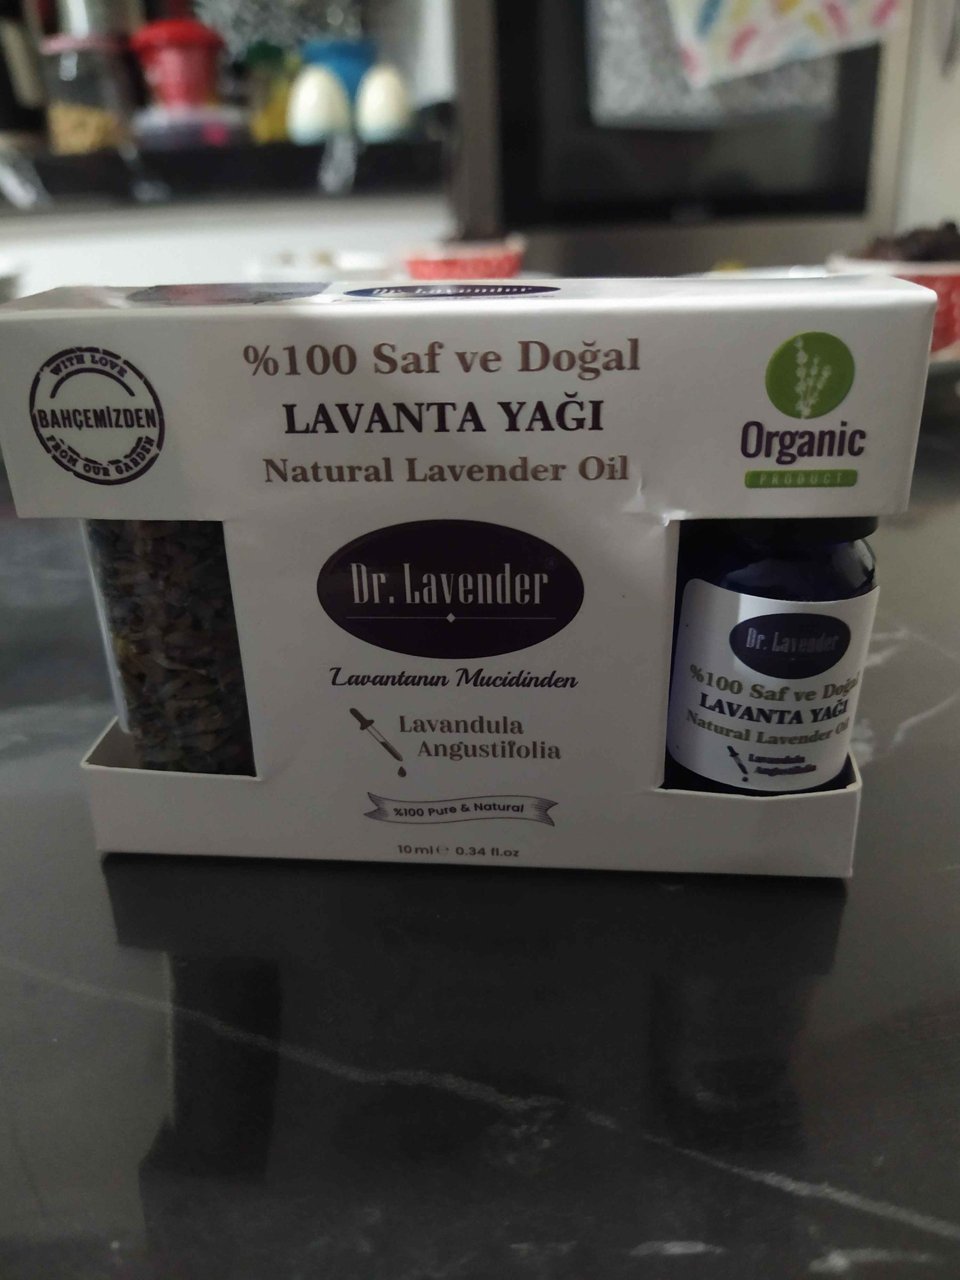 Dr. Lavender
WITH LOVE
BAHÇEMİZDEN
FROM OUR GARDEN
%100 Saf ve Doğal
LAVANTA YAĞI
Natural Lavender Oil
Organic
PRODUCT
Dr. Lavender
Lavantanın Mucidinden
Lavandula
Angustifolia
%100 Pure & Natural
10 ml ℮ 0.34 fl.oz
Dr. Lavender
%100 Saf ve Doğal
LAVANTA YAĞI
Natural Lavender Oil
Lavandula
Angustifolia